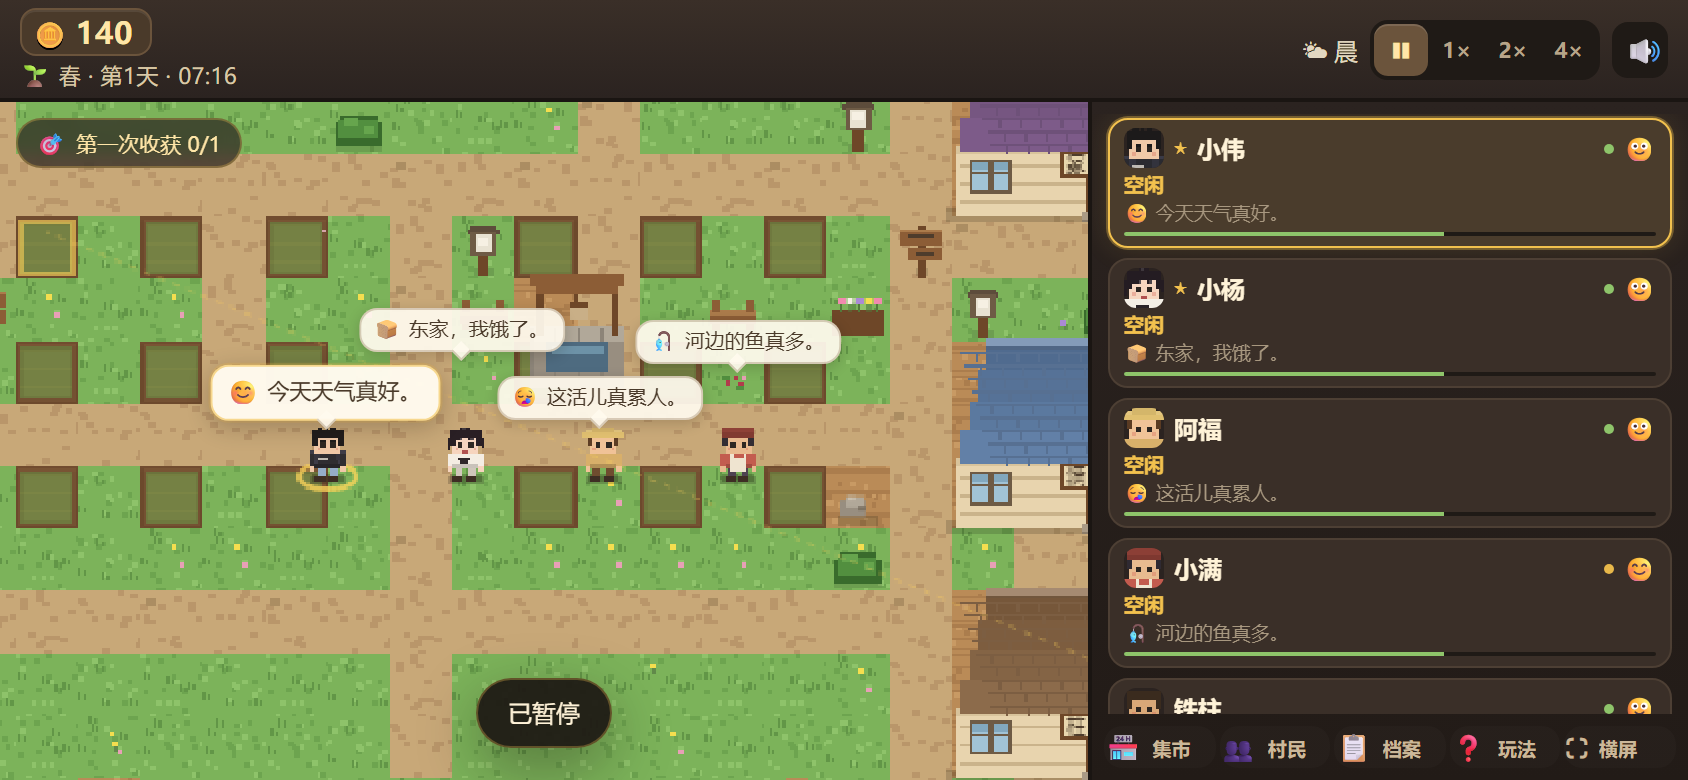 140
春 · 第1天 · 07:16
晨
1×
2×
4×
第一次收获 0/1
东家，我饿了。
河边的鱼真多。
今天天气真好。
这活儿真累人。
已暂停
★ 小伟
空闲
今天天气真好。
★ 小杨
空闲
东家，我饿了。
阿福
空闲
这活儿真累人。
小满
空闲
河边的鱼真多。
铁柱
24 H
集市
村民
档案
玩法
横屏